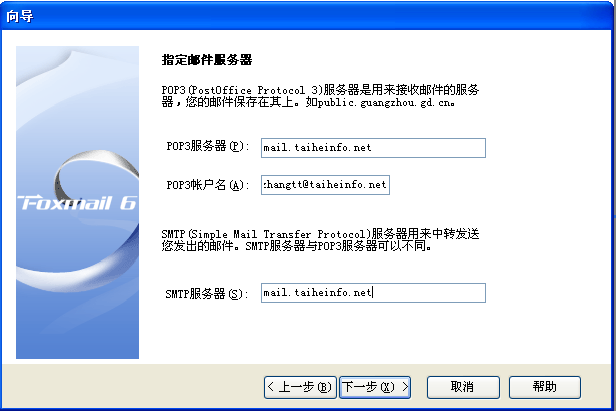 向导
指定邮件服务器
POP3(PostOffice Protocol 3)服务器是用来接收邮件的服务
器，您的邮件保存在其上。如public.guangzhou.gd.cn。
POP3服务器(P): mail.taiheinfo.net
POP3帐户名(A): hangtt@taiheinfo.net
Foxmail 6
SMTP(Simple Mail Transfer Protocol)服务器用来中转发送
您发出的邮件。SMTP服务器与POP3服务器可以不同。
SMTP服务器(S): mail.taiheinfo.net
< 上一步(B) 下一步(X) > 取消 帮助